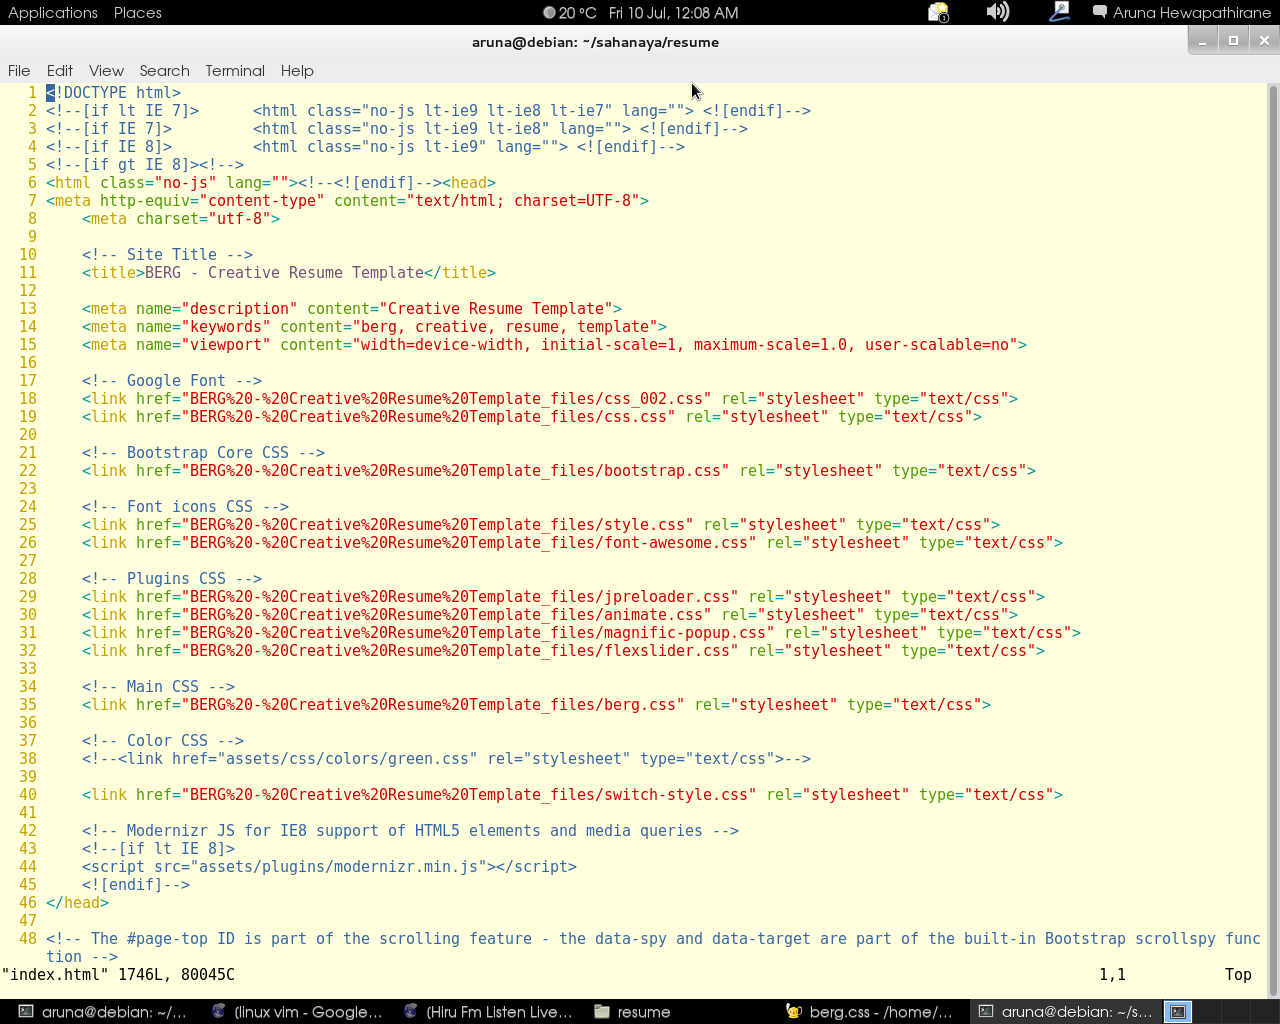 Applications Places 20 °C Fri 10 Jul, 12:08 AM 1 Aruna Hewapathirane
aruna@debian: ~/sahanaya/resume
File Edit View Search Terminal Help
1 <!DOCTYPE html>
2 <!--[if lt IE 7]>      <html class="no-js lt-ie9 lt-ie8 lt-ie7" lang=""> <![endif]-->
3 <!--[if IE 7]>         <html class="no-js lt-ie9 lt-ie8" lang=""> <![endif]-->
4 <!--[if IE 8]>         <html class="no-js lt-ie9" lang=""> <![endif]-->
5 <!--[if gt IE 8]><!-->
6 <html class="no-js" lang=""><!--<![endif]--><head>
7 <meta http-equiv="content-type" content="text/html; charset=UTF-8">
8     <meta charset="utf-8">
9
10     <!-- Site Title -->
11     <title>BERG - Creative Resume Template</title>
12
13     <meta name="description" content="Creative Resume Template">
14     <meta name="keywords" content="berg, creative, resume, template">
15     <meta name="viewport" content="width=device-width, initial-scale=1, maximum-scale=1.0, user-scalable=no">
16
17     <!-- Google Font -->
18     <link href="BERG%20-%20Creative%20Resume%20Template_files/css_002.css" rel="stylesheet" type="text/css">
19     <link href="BERG%20-%20Creative%20Resume%20Template_files/css.css" rel="stylesheet" type="text/css">
20
21     <!-- Bootstrap Core CSS -->
22     <link href="BERG%20-%20Creative%20Resume%20Template_files/bootstrap.css" rel="stylesheet" type="text/css">
23
24     <!-- Font icons CSS -->
25     <link href="BERG%20-%20Creative%20Resume%20Template_files/style.css" rel="stylesheet" type="text/css">
26     <link href="BERG%20-%20Creative%20Resume%20Template_files/font-awesome.css" rel="stylesheet" type="text/css">
27
28     <!-- Plugins CSS -->
29     <link href="BERG%20-%20Creative%20Resume%20Template_files/jpreloader.css" rel="stylesheet" type="text/css">
30     <link href="BERG%20-%20Creative%20Resume%20Template_files/animate.css" rel="stylesheet" type="text/css">
31     <link href="BERG%20-%20Creative%20Resume%20Template_files/magnific-popup.css" rel="stylesheet" type="text/css">
32     <link href="BERG%20-%20Creative%20Resume%20Template_files/flexslider.css" rel="stylesheet" type="text/css">
33
34     <!-- Main CSS -->
35     <link href="BERG%20-%20Creative%20Resume%20Template_files/berg.css" rel="stylesheet" type="text/css">
36
37     <!-- Color CSS -->
38     <!--<link href="assets/css/colors/green.css" rel="stylesheet" type="text/css">-->
39
40     <link href="BERG%20-%20Creative%20Resume%20Template_files/switch-style.css" rel="stylesheet" type="text/css">
41
42     <!-- Modernizr JS for IE8 support of HTML5 elements and media queries -->
43     <!--[if lt IE 8]>
44     <script src="assets/plugins/modernizr.min.js"></script>
45     <![endif]-->
46 </head>
47
48 <!-- The #page-top ID is part of the scrolling feature - the data-spy and data-target are part of the built-in Bootstrap scrollspy func
tion -->
"index.html" 1746L, 80045C 1,1 Top
aruna@debian: ~/... (linux vim - Google... (Hiru Fm Listen Live... resume berg.css - /home/... aruna@debian: ~/s...